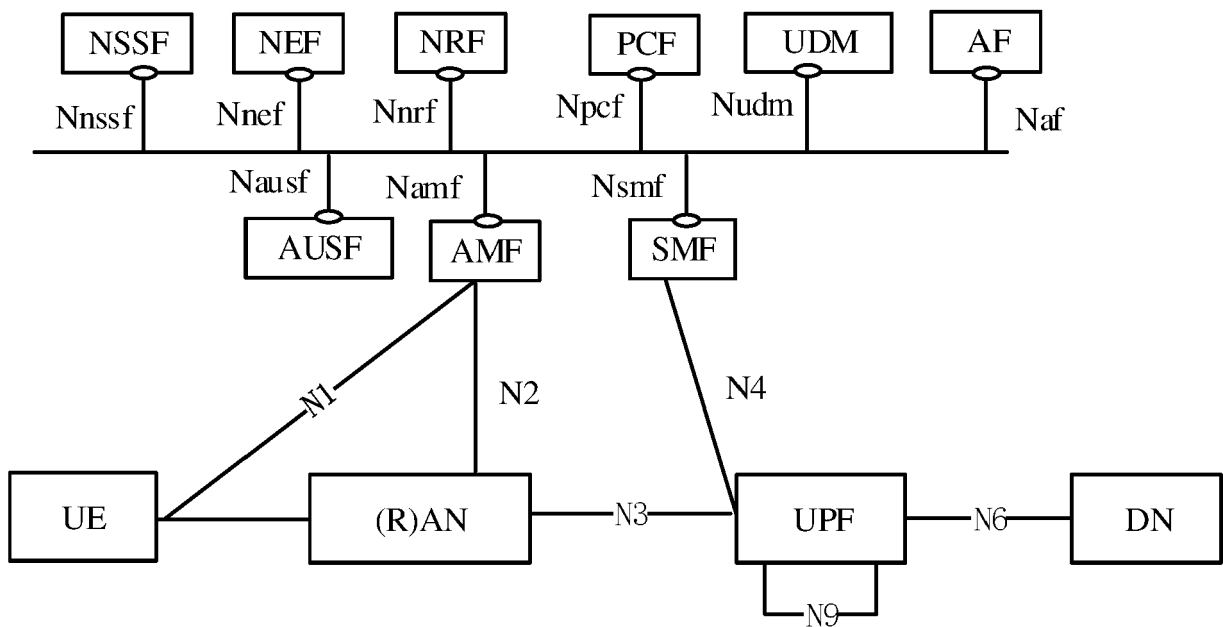 NSSF NEF NRF PCF UDM AF
Nnssf Nnef Nnrf Npcf Nudm Naf
Nausf Namf Nsmf
AUSF AMF SMF
N1 N2 N4
UE (R)AN N3 UPF N6 DN
N9